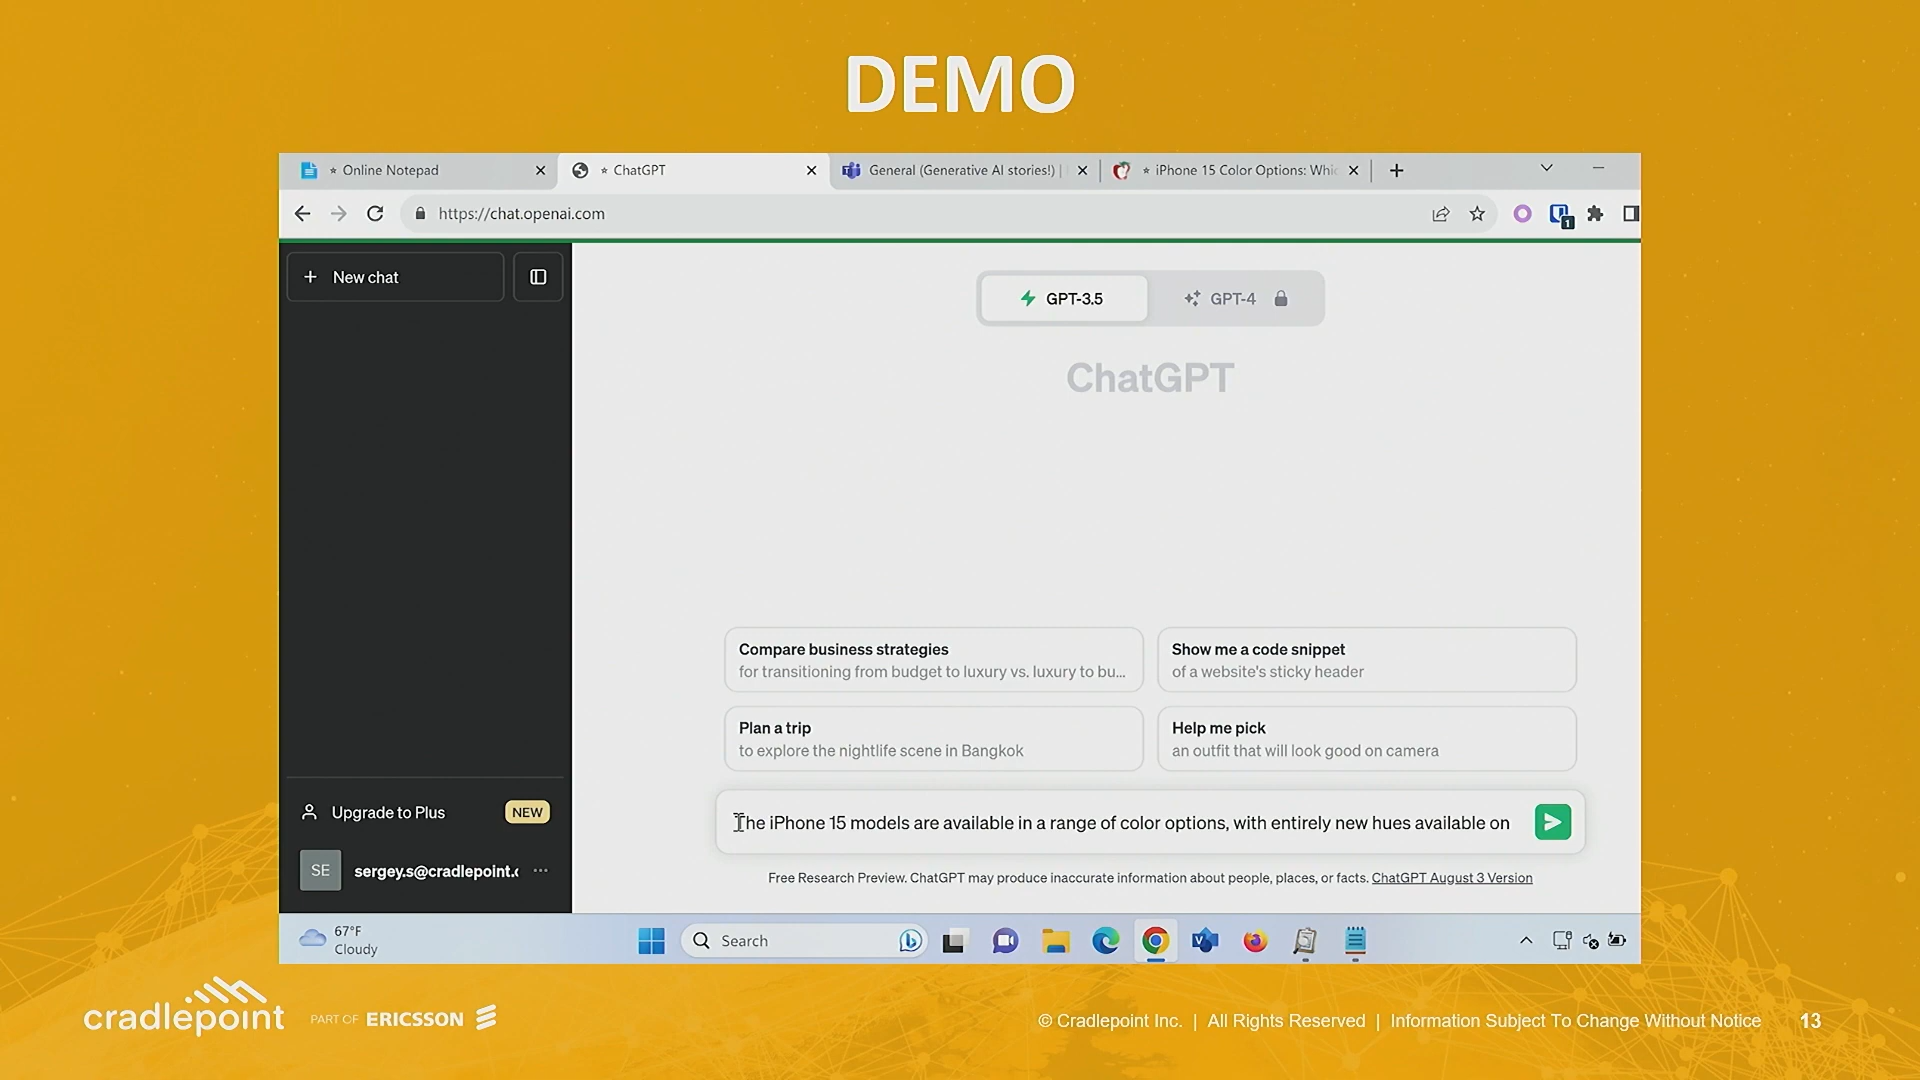 DEMO
* Online Notepad
* ChatGPT
General (Generative AI stories!) |
* iPhone 15 Color Options: Whic
https://chat.openai.com
1
+ New chat
GPT-3.5
GPT-4
ChatGPT
Compare business strategies
for transitioning from budget to luxury vs. luxury to bu...
Show me a code snippet
of a website's sticky header
Plan a trip
to explore the nightlife scene in Bangkok
Help me pick
an outfit that will look good on camera
The iPhone 15 models are available in a range of color options, with entirely new hues available on
Free Research Preview. ChatGPT may produce inaccurate information about people, places, or facts. ChatGPT August 3 Version
Upgrade to Plus
NEW
SE
sergey.s@cradlepoint.c
...
67°F
Cloudy
Search
cradlepoint
PART OF ERICSSON
© Cradlepoint Inc. | All Rights Reserved | Information Subject To Change Without Notice
13